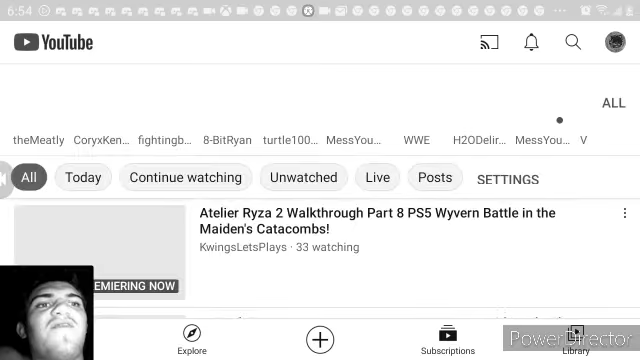 6:54
YouTube
ALL
theMeatly CoryxKen... fightingb... 8-BitRyan turtle100... MessYou... WWE H2ODelir... MessYou... V
All Today Continue watching Unwatched Live Posts SETTINGS
Atelier Ryza 2 Walkthrough Part 8 PS5 Wyvern Battle in the
Maiden's Catacombs!
KwingsLetsPlays · 33 watching
EMIERING NOW
Explore Subscriptions Library
PowerDirector